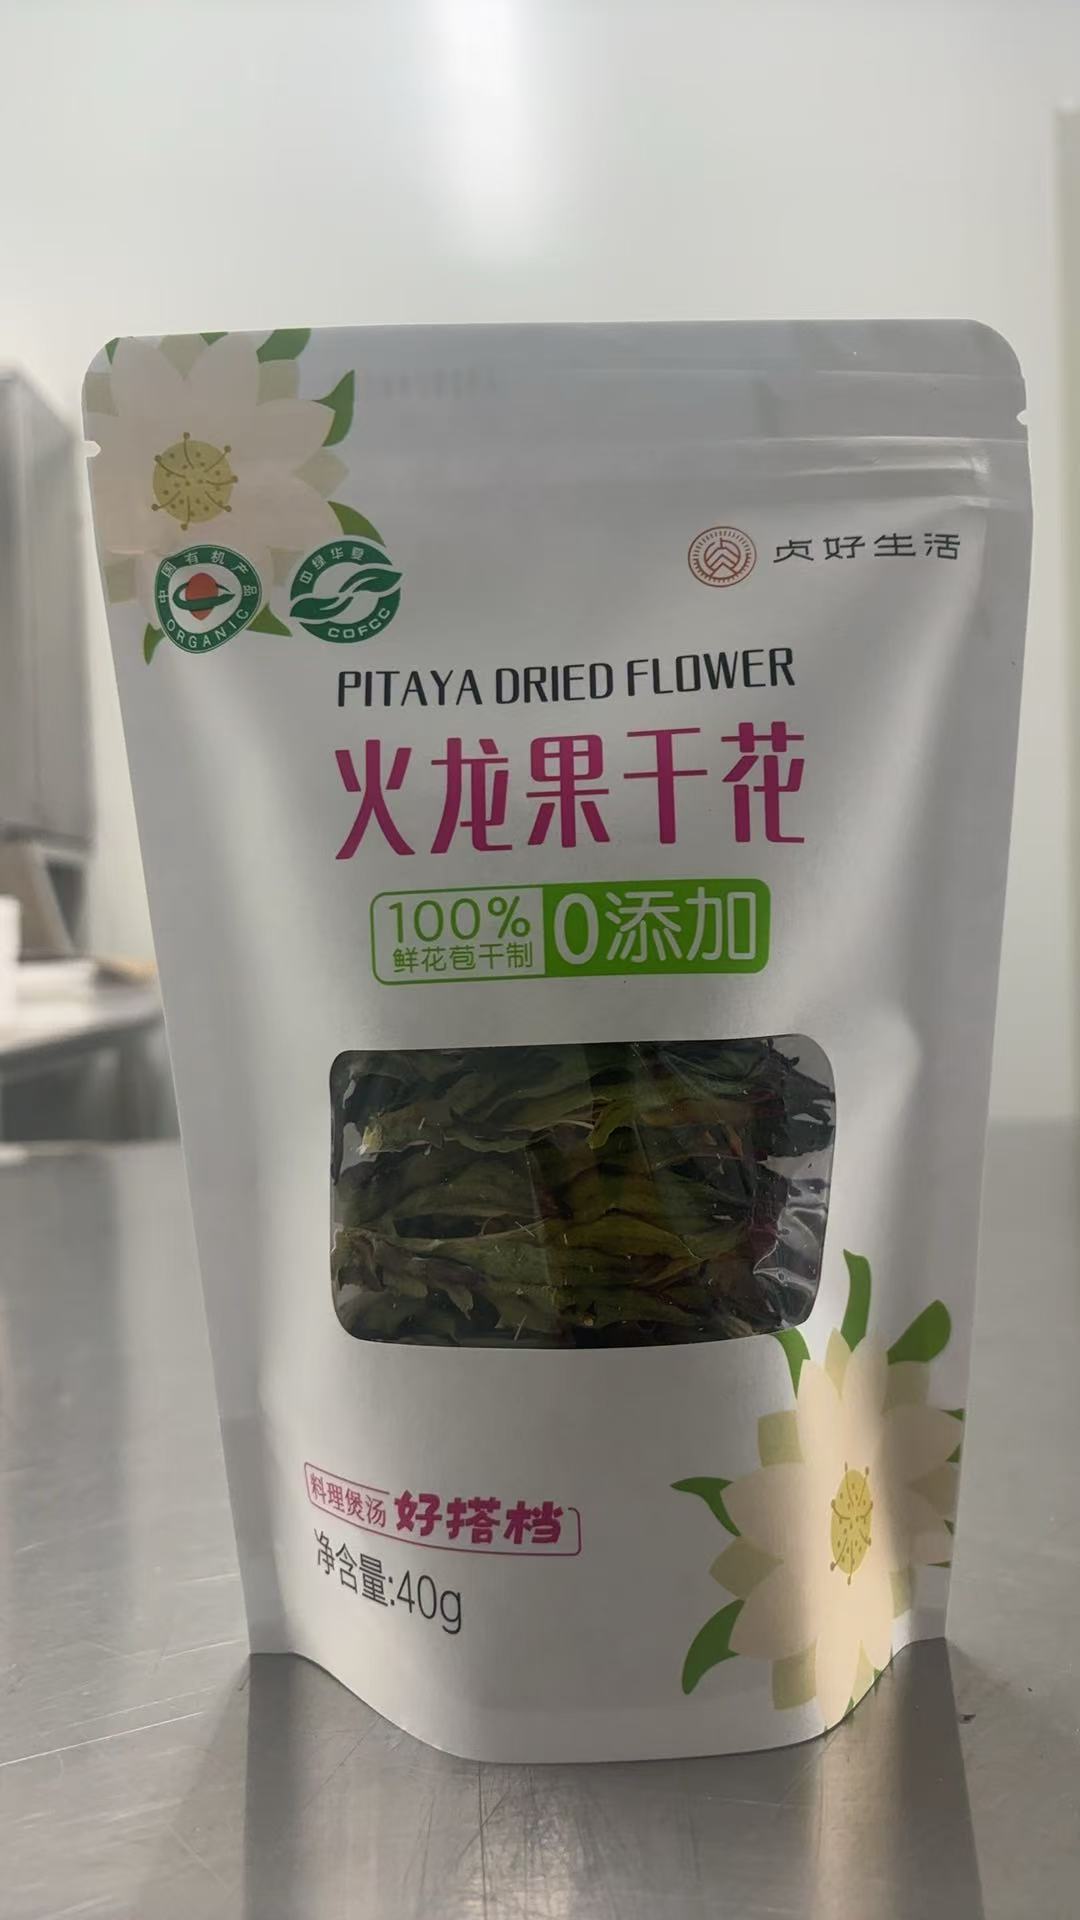 中国有机产品
ORGANIC
中绿华夏
COFCC
贞好生活
PITAYA DRIED FLOWER
火龙果干花
100%
鲜花苞干制
0添加
料理煲汤 好搭档
净含量:40g